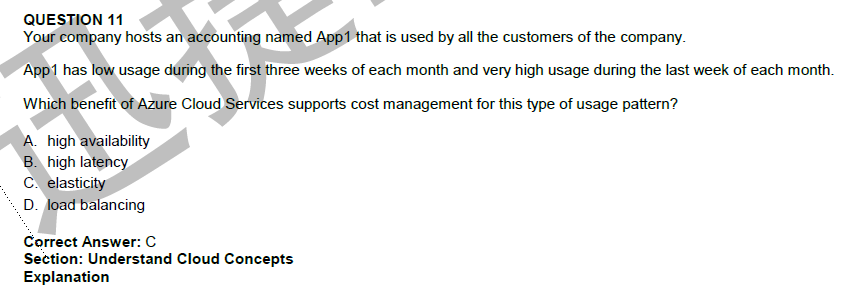 QUESTION 11
Your company hosts an accounting named App1 that is used by all the customers of the company.
App1 has low usage during the first three weeks of each month and very high usage during the last week of each month.
Which benefit of Azure Cloud Services supports cost management for this type of usage pattern?
A. high availability
B. high latency
C. elasticity
D. load balancing
Correct Answer: C
Section: Understand Cloud Concepts
Explanation
迅捷